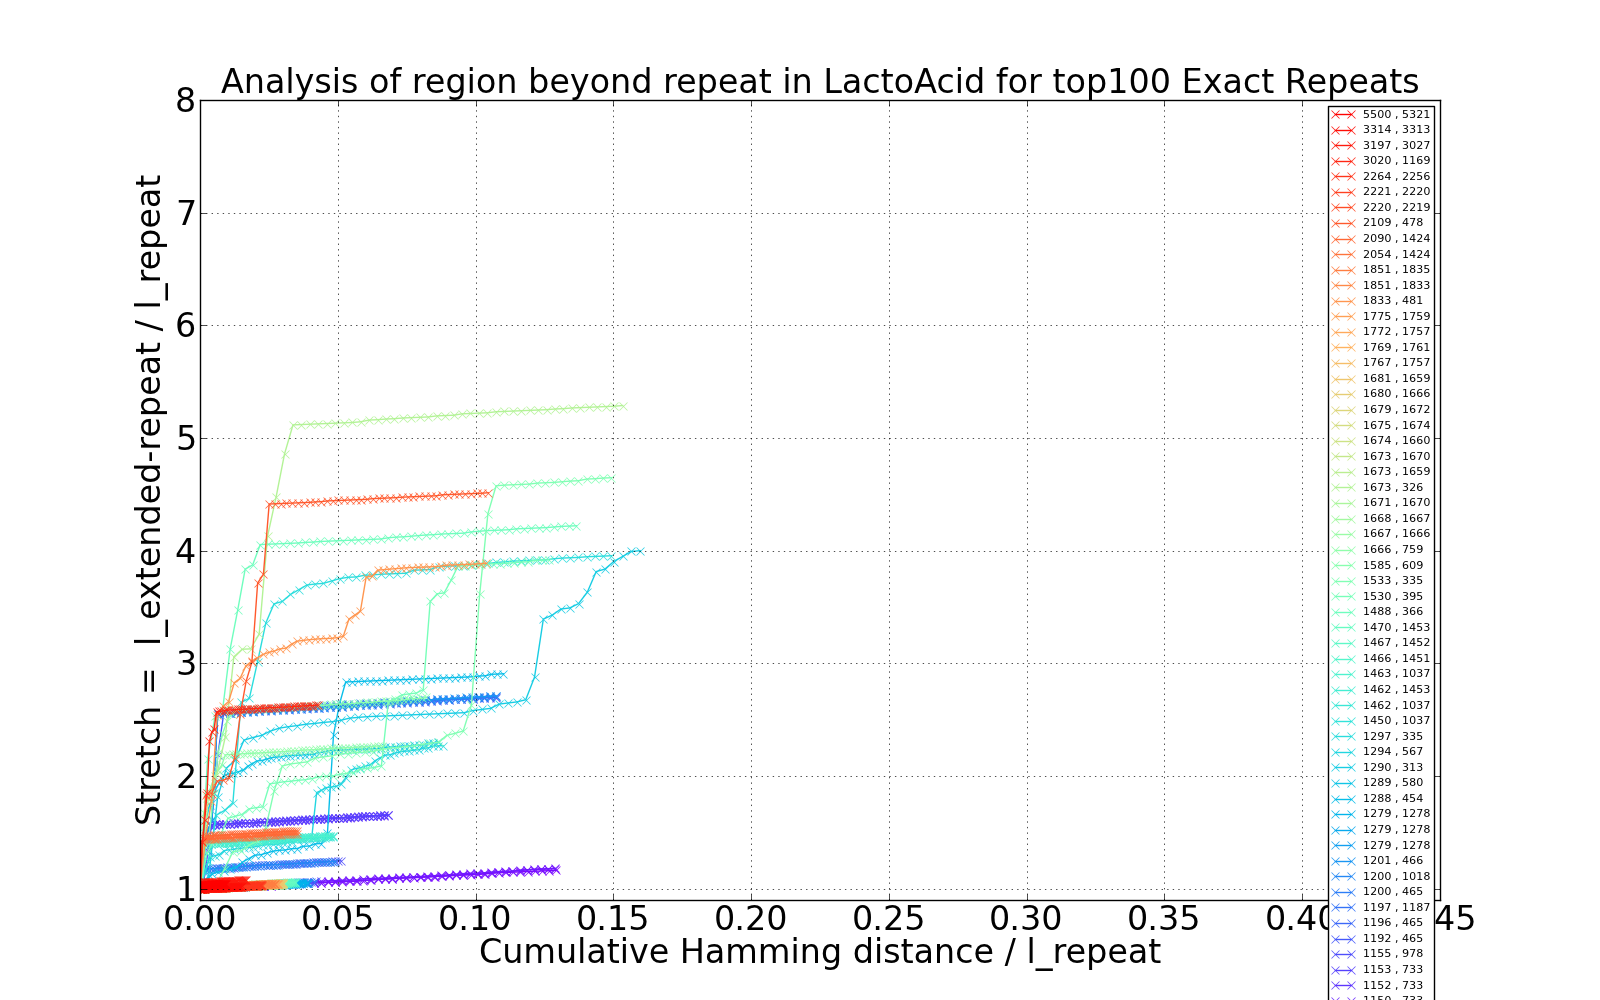 Analysis of region beyond repeat in LactoAcid for top100 Exact Repeats
Stretch = l_extended-repeat / l_repeat
8
7
6
5
4
3
2
1
0.00 0.05 0.10 0.15 0.20 0.25 0.30 0.35 0.40 45
Cumulative Hamming distance / l_repeat
5500 , 5321
3314 , 3313
3197 , 3027
3020 , 1169
2264 , 2256
2221 , 2220
2220 , 2219
2109 , 478
2090 , 1424
2054 , 1424
1851 , 1835
1851 , 1833
1833 , 481
1775 , 1759
1772 , 1757
1769 , 1761
1767 , 1757
1681 , 1659
1680 , 1666
1679 , 1672
1675 , 1674
1674 , 1660
1673 , 1670
1673 , 1659
1673 , 326
1671 , 1670
1668 , 1667
1667 , 1666
1666 , 759
1585 , 609
1533 , 335
1530 , 395
1488 , 366
1470 , 1453
1467 , 1452
1466 , 1451
1463 , 1037
1462 , 1453
1462 , 1037
1450 , 1037
1297 , 335
1294 , 567
1290 , 313
1289 , 580
1288 , 454
1279 , 1278
1279 , 1278
1279 , 1278
1201 , 466
1200 , 1018
1200 , 465
1197 , 1187
1196 , 465
1192 , 465
1155 , 978
1153 , 733
1152 , 733
1150 , 733